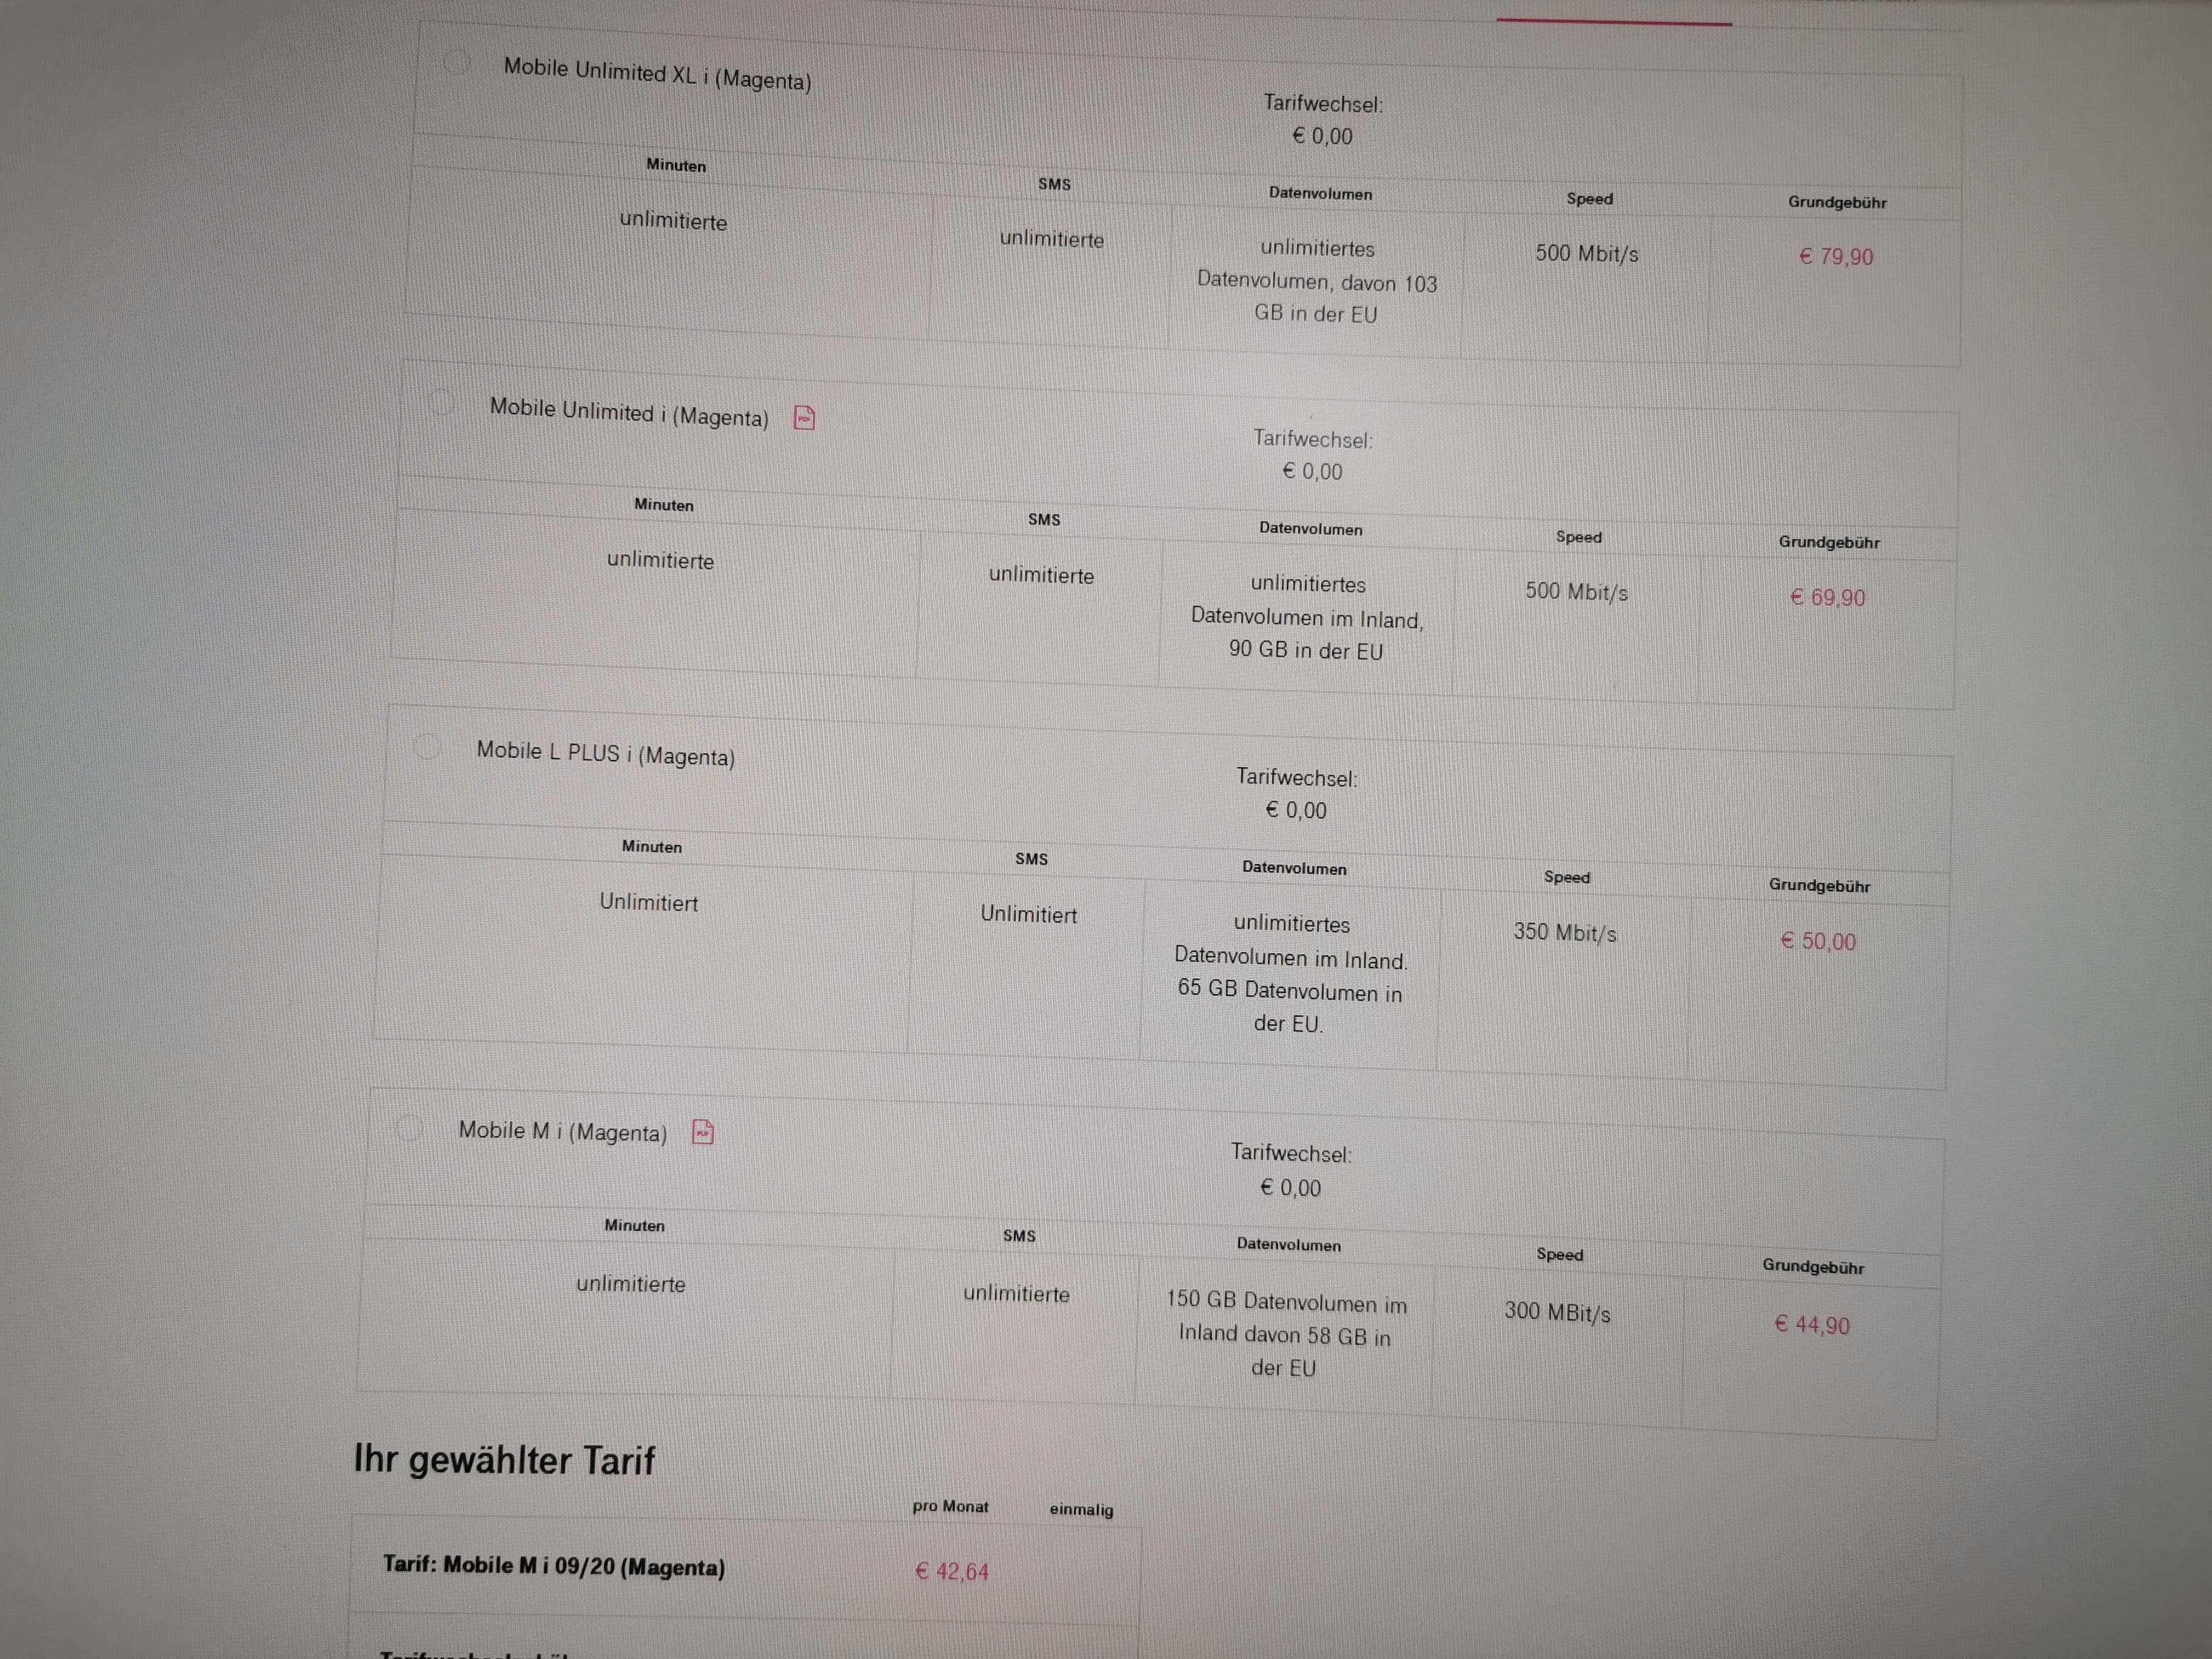 Mobile Unlimited XL i (Magenta)
Tarifwechsel:
€ 0,00
Minuten SMS Datenvolumen Speed Grundgebühr
unlimitierte unlimitierte unlimitiertes 500 Mbit/s € 79,90
Datenvolumen, davon 103
GB in der EU
Mobile Unlimited i (Magenta) PDF
Tarifwechsel:
€ 0,00
Minuten SMS Datenvolumen Speed Grundgebühr
unlimitierte unlimitierte unlimitiertes 500 Mbit/s € 69,90
Datenvolumen im Inland,
90 GB in der EU
Mobile L PLUS i (Magenta)
Tarifwechsel:
€ 0,00
Minuten SMS Datenvolumen Speed Grundgebühr
Unlimitiert Unlimitiert unlimitiertes 350 Mbit/s € 50,00
Datenvolumen im Inland.
65 GB Datenvolumen in
der EU.
Mobile M i (Magenta) PDF
Tarifwechsel:
€ 0,00
Minuten SMS Datenvolumen Speed Grundgebühr
unlimitierte unlimitierte 150 GB Datenvolumen im 300 MBit/s € 44,90
Inland davon 58 GB in
der EU
Ihr gewählter Tarif
pro Monat einmalig
Tarif: Mobile M i 09/20 (Magenta) € 42,64